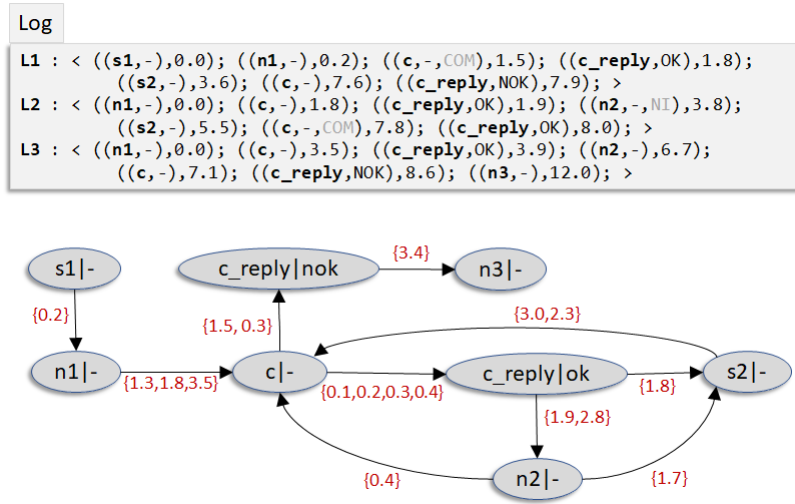 Log
L1 : < ((s1,-),0.0); ((n1,-),0.2); ((c,-,COM),1.5); ((c_reply,OK),1.8);
((s2,-),3.6); ((c,-),7.6); ((c_reply,NOK),7.9); >
L2 : < ((n1,-),0.0); ((c,-),1.8); ((c_reply,OK),1.9); ((n2,-,NI),3.8);
((s2,-),5.5); ((c,-,COM),7.8); ((c_reply,OK),8.0); >
L3 : < ((n1,-),0.0); ((c,-),3.5); ((c_reply,OK),3.9); ((n2,-),6.7);
((c,-),7.1); ((c_reply,NOK),8.6); ((n3,-),12.0); >
s1|-
c_reply|nok
{3.4}
n3|-
{0.2}
{1.5, 0.3}
{3.0,2.3}
n1|-
{1.3,1.8,3.5}
c|-
{0.1,0.2,0.3,0.4}
c_reply|ok
{1.8}
s2|-
{1.9,2.8}
{0.4}
n2|-
{1.7}